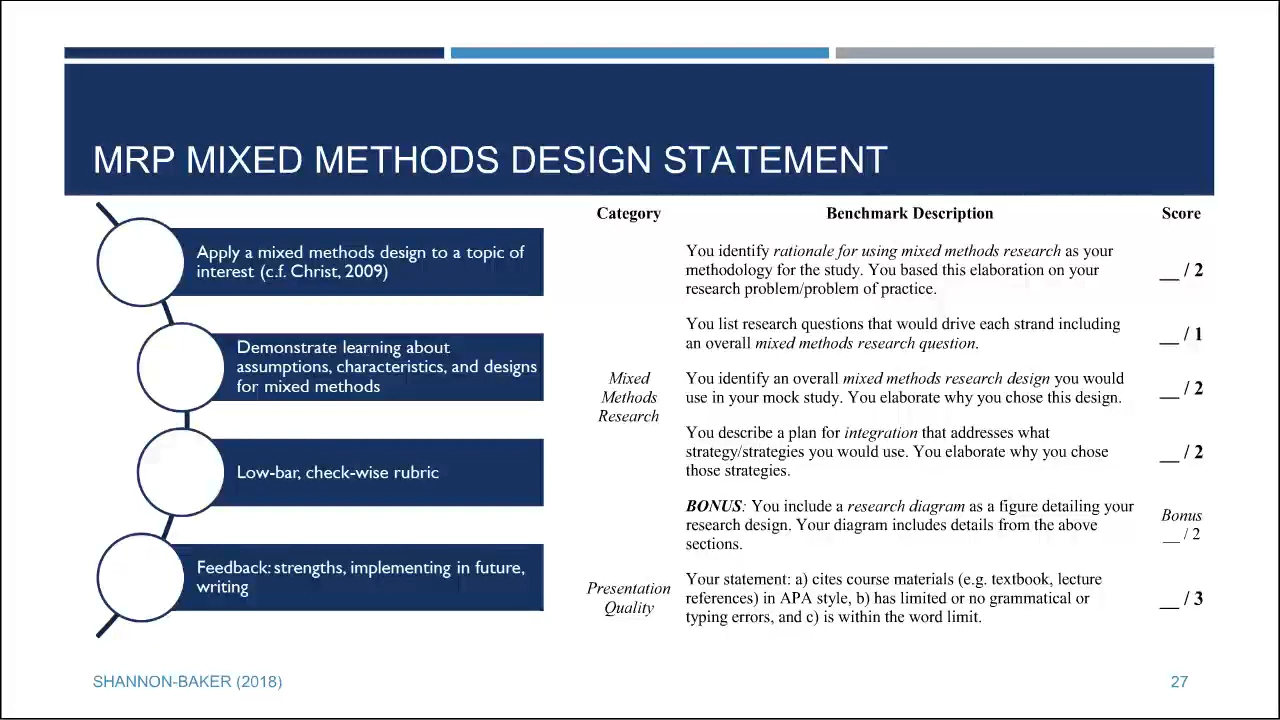 MRP MIXED METHODS DESIGN STATEMENT
Apply a mixed methods design to a topic of
interest (c.f. Christ, 2009)
Demonstrate learning about
assumptions, characteristics, and designs
for mixed methods
Low-bar, check-wise rubric
Feedback: strengths, implementing in future,
writing
Category Benchmark Description Score
You identify rationale for using mixed methods research as your
methodology for the study. You based this elaboration on your
research problem/problem of practice.
__ / 2
You list research questions that would drive each strand including
an overall mixed methods research question.
__ / 1
Mixed
Methods
Research
You identify an overall mixed methods research design you would
use in your mock study. You elaborate why you chose this design.
__ / 2
You describe a plan for integration that addresses what
strategy/strategies you would use. You elaborate why you chose
those strategies.
__ / 2
BONUS: You include a research diagram as a figure detailing your
research design. Your diagram includes details from the above
sections.
Bonus
__ / 2
Presentation
Quality
Your statement: a) cites course materials (e.g. textbook, lecture
references) in APA style, b) has limited or no grammatical or
typing errors, and c) is within the word limit.
__ / 3
SHANNON-BAKER (2018)
27